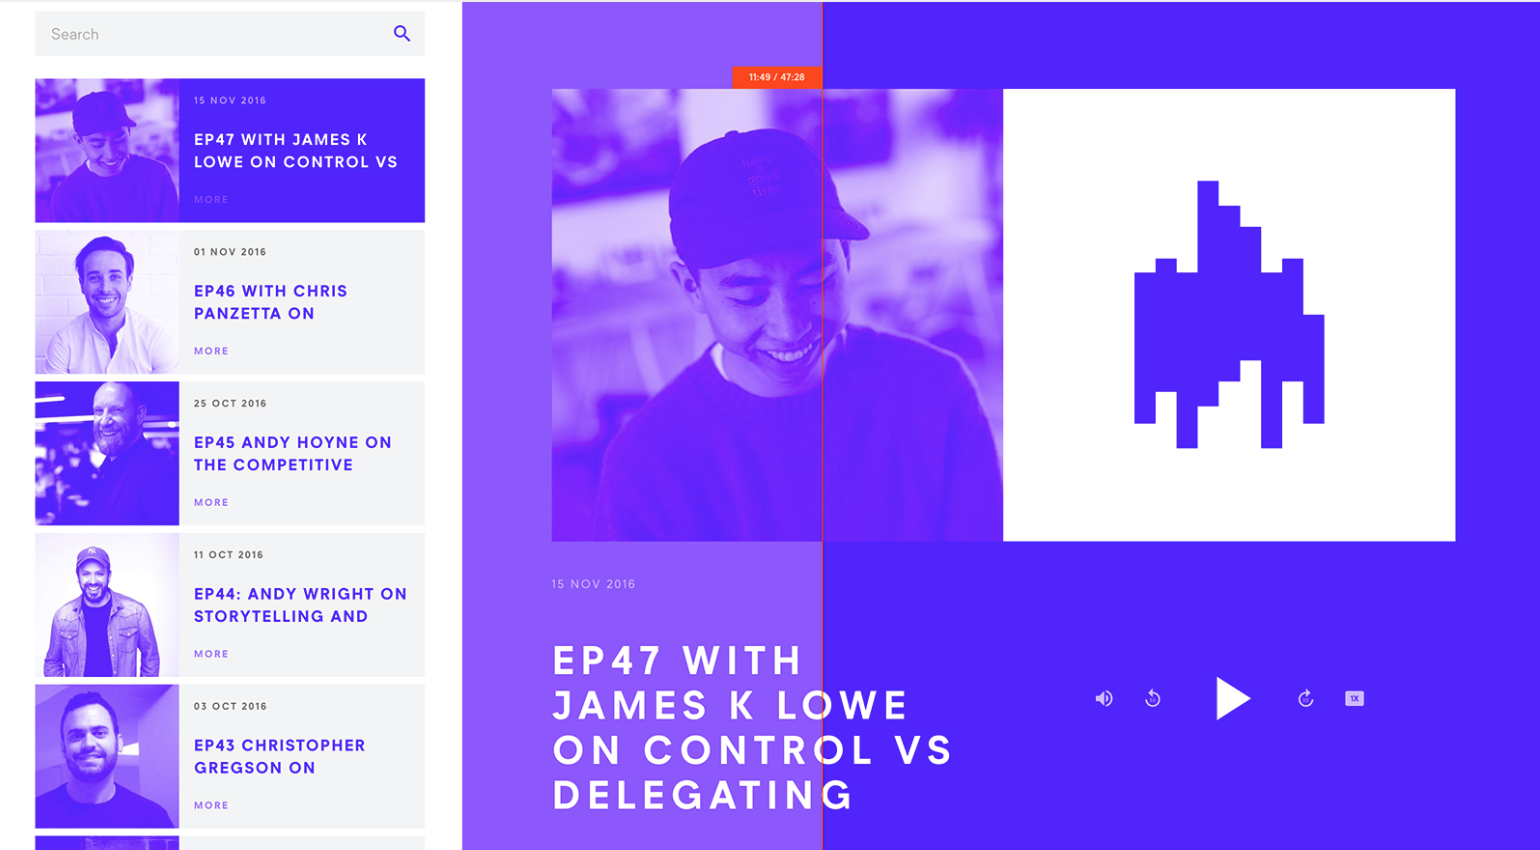 Search
15 NOV 2016
EP47 WITH JAMES K
LOWE ON CONTROL VS
MORE
01 NOV 2016
EP46 WITH CHRIS
PANZETTA ON
MORE
25 OCT 2016
EP45 ANDY HOYNE ON
THE COMPETITIVE
MORE
11 OCT 2016
EP44: ANDY WRIGHT ON
STORYTELLING AND
MORE
03 OCT 2016
EP43 CHRISTOPHER
GREGSON ON
MORE
11:49 / 47:28
good
time
15 NOV 2016
EP47 WITH
JAMES K LOWE
ON CONTROL VS
DELEGATING
1X